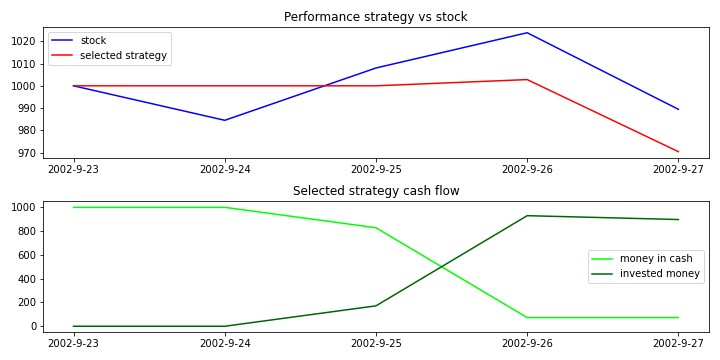 Performance strategy vs stock
stock
selected strategy
1020
1010
1000
990
980
970
2002-9-23 2002-9-24 2002-9-25 2002-9-26 2002-9-27
Selected strategy cash flow
1000
800
600
400
200
0
money in cash
invested money
2002-9-23 2002-9-24 2002-9-25 2002-9-26 2002-9-27